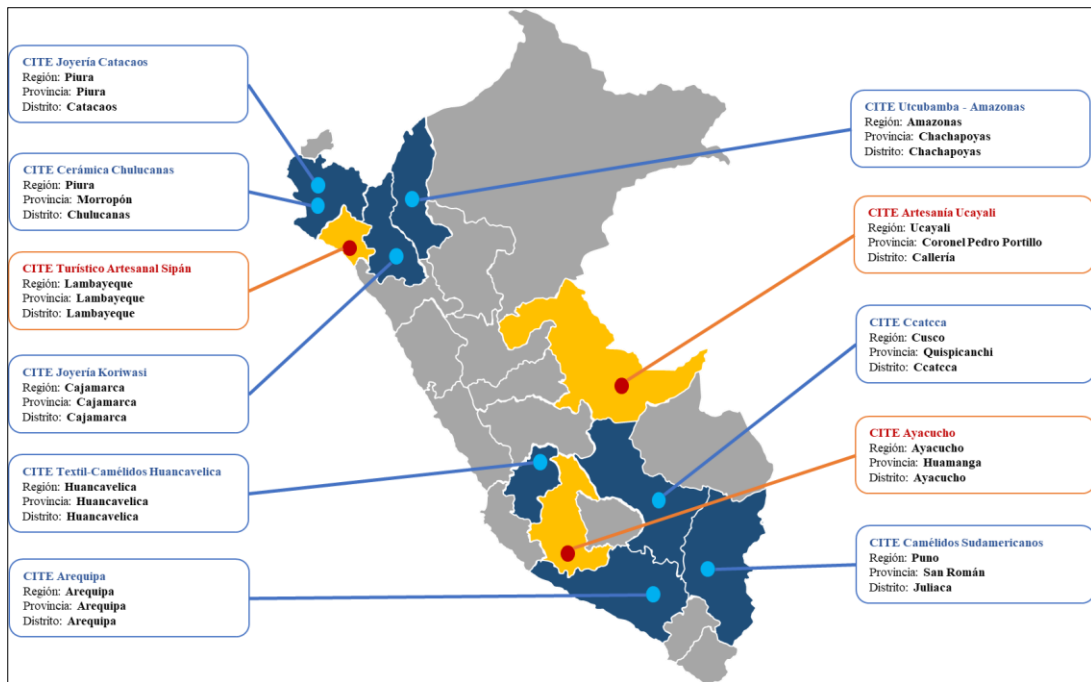 CITE Joyería Catacaos
Región: Piura
Provincia: Piura
Distrito: Catacaos
CITE Cerámica Chulucanas
Región: Piura
Provincia: Morropón
Distrito: Chulucanas
CITE Turístico Artesanal Sipán
Región: Lambayeque
Provincia: Lambayeque
Distrito: Lambayeque
CITE Joyería Koriwasi
Región: Cajamarca
Provincia: Cajamarca
Distrito: Cajamarca
CITE Textil-Camélidos Huancavelica
Región: Huancavelica
Provincia: Huancavelica
Distrito: Huancavelica
CITE Arequipa
Región: Arequipa
Provincia: Arequipa
Distrito: Arequipa
CITE Utcubamba - Amazonas
Región: Amazonas
Provincia: Chachapoyas
Distrito: Chachapoyas
CITE Artesanía Ucayali
Región: Ucayali
Provincia: Coronel Pedro Portillo
Distrito: Callería
CITE Ccatcca
Región: Cusco
Provincia: Quispicanchi
Distrito: Ccatcca
CITE Ayacucho
Región: Ayacucho
Provincia: Huamanga
Distrito: Ayacucho
CITE Camélidos Sudamericanos
Región: Puno
Provincia: San Román
Distrito: Juliaca